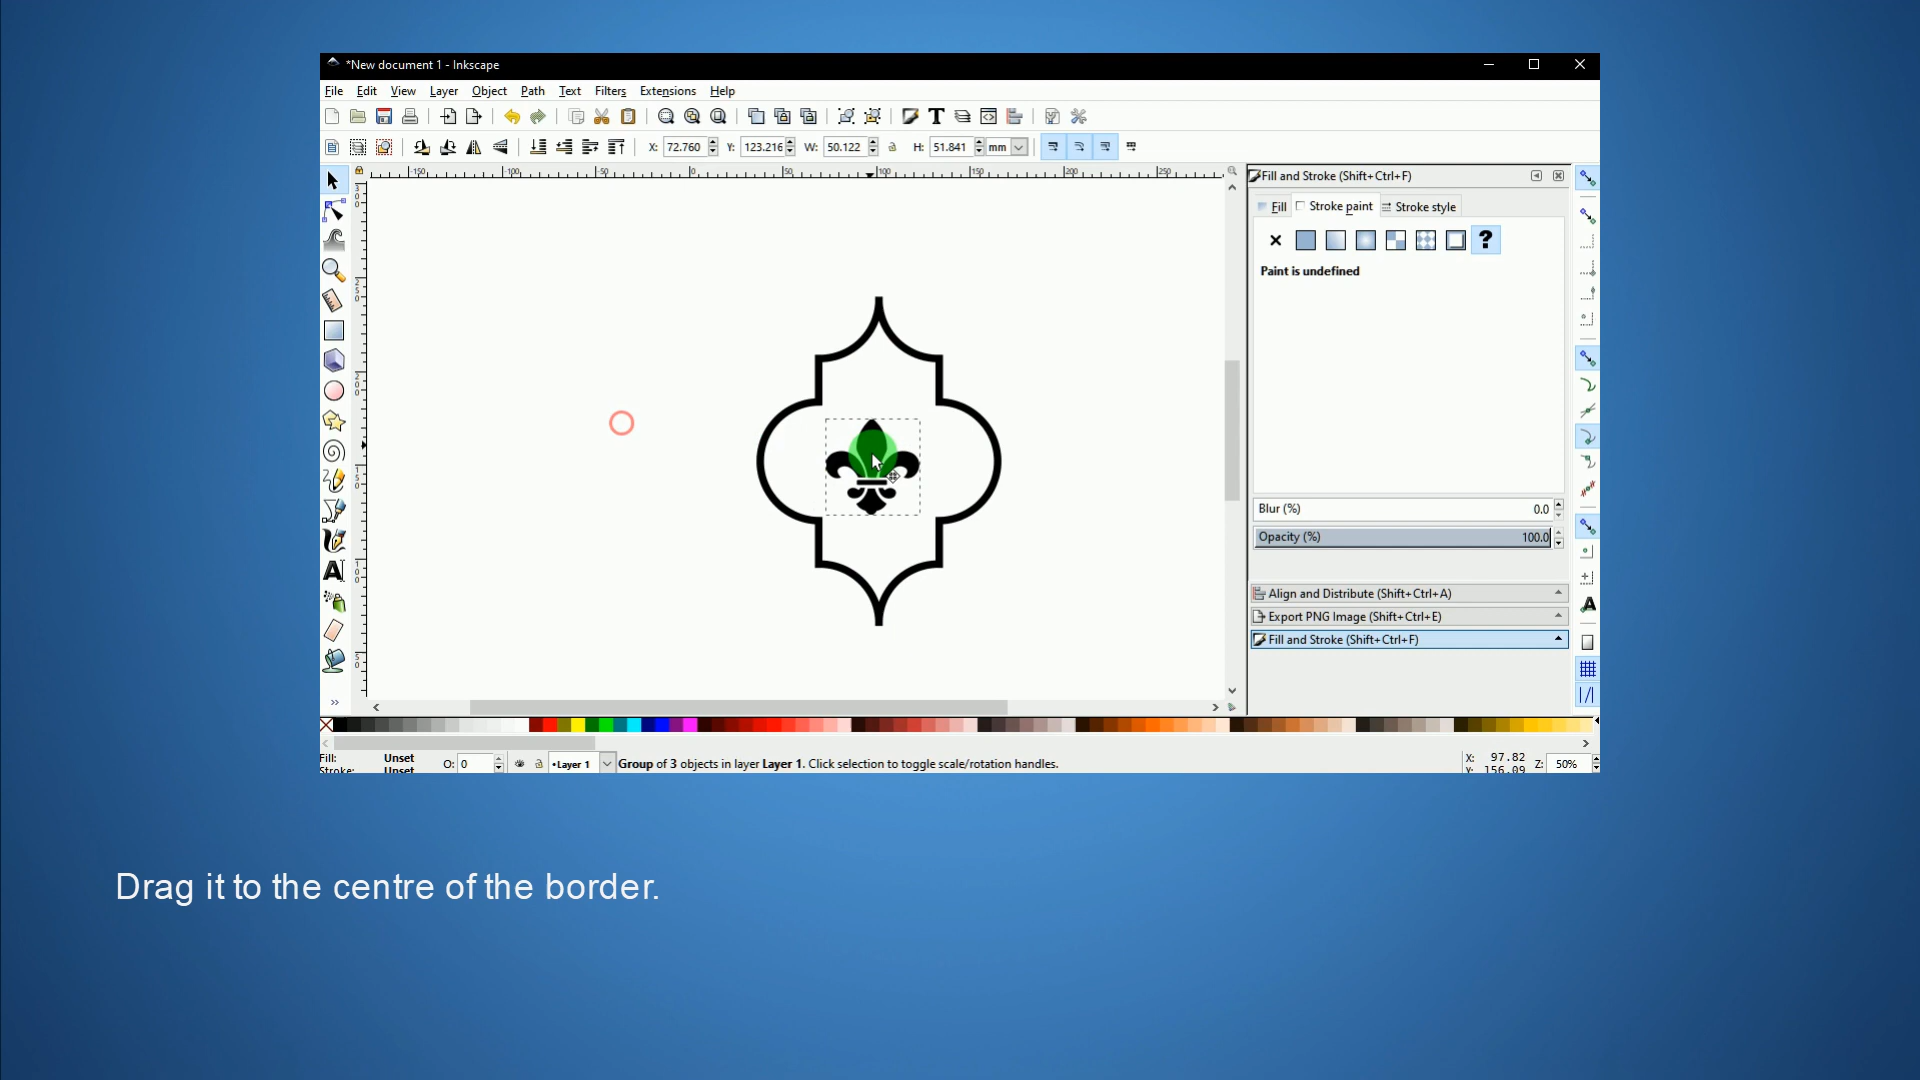 *New document 1 - Inkscape
File Edit View Layer Object Path Text Filters Extensions Help
X: 72.760 Y: 123.216 W: 50.122 H: 51.841 mm
Fill and Stroke (Shift+Ctrl+F)
Fill Stroke paint Stroke style
?
Paint is undefined
Blur (%) 0.0
Opacity (%) 100.0
Align and Distribute (Shift+Ctrl+A)
Export PNG Image (Shift+Ctrl+E)
Fill and Stroke (Shift+Ctrl+F)
Fill: Unset
Stroke: Unset
O: 0 •Layer 1 Group of 3 objects in layer Layer 1. Click selection to toggle scale/rotation handles.
X: 97.82
Y: 156.09
Z: 50%
Drag it to the centre of the border.